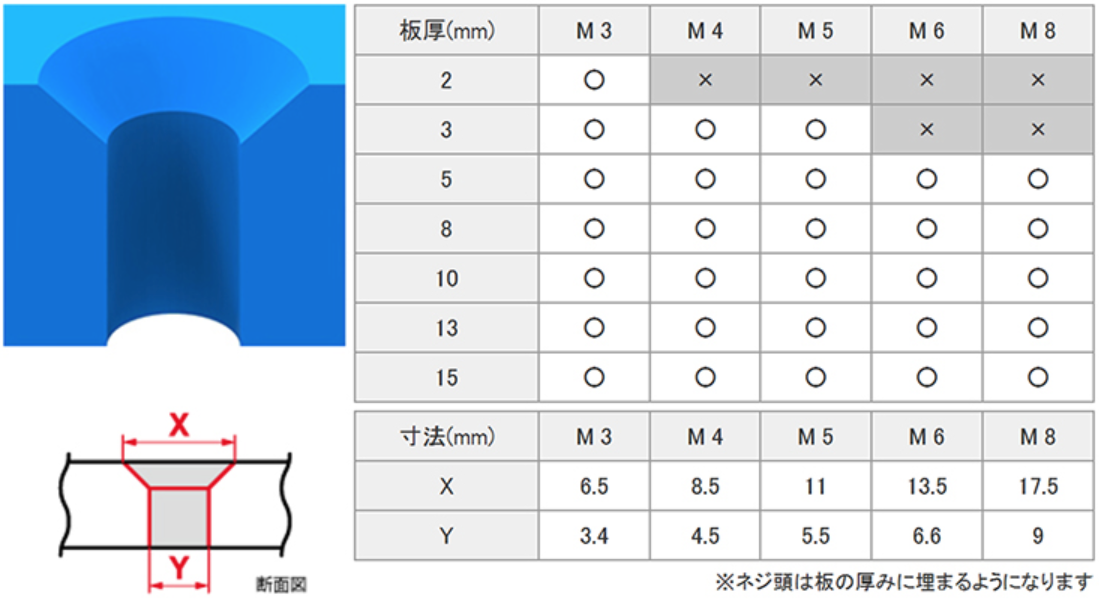 板厚(mm) M3 M4 M5 M6 M8
2 ○ × × × ×
3 ○ ○ ○ × ×
5 ○ ○ ○ ○ ○
8 ○ ○ ○ ○ ○
10 ○ ○ ○ ○ ○
13 ○ ○ ○ ○ ○
15 ○ ○ ○ ○ ○
X
Y
断面図
寸法(mm) M3 M4 M5 M6 M8
X 6.5 8.5 11 13.5 17.5
Y 3.4 4.5 5.5 6.6 9
※ネジ頭は板の厚みに埋まるようになります